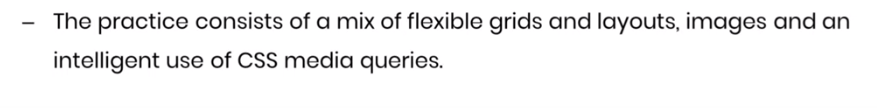 – The practice consists of a mix of flexible grids and layouts, images and an
intelligent use of CSS media queries.